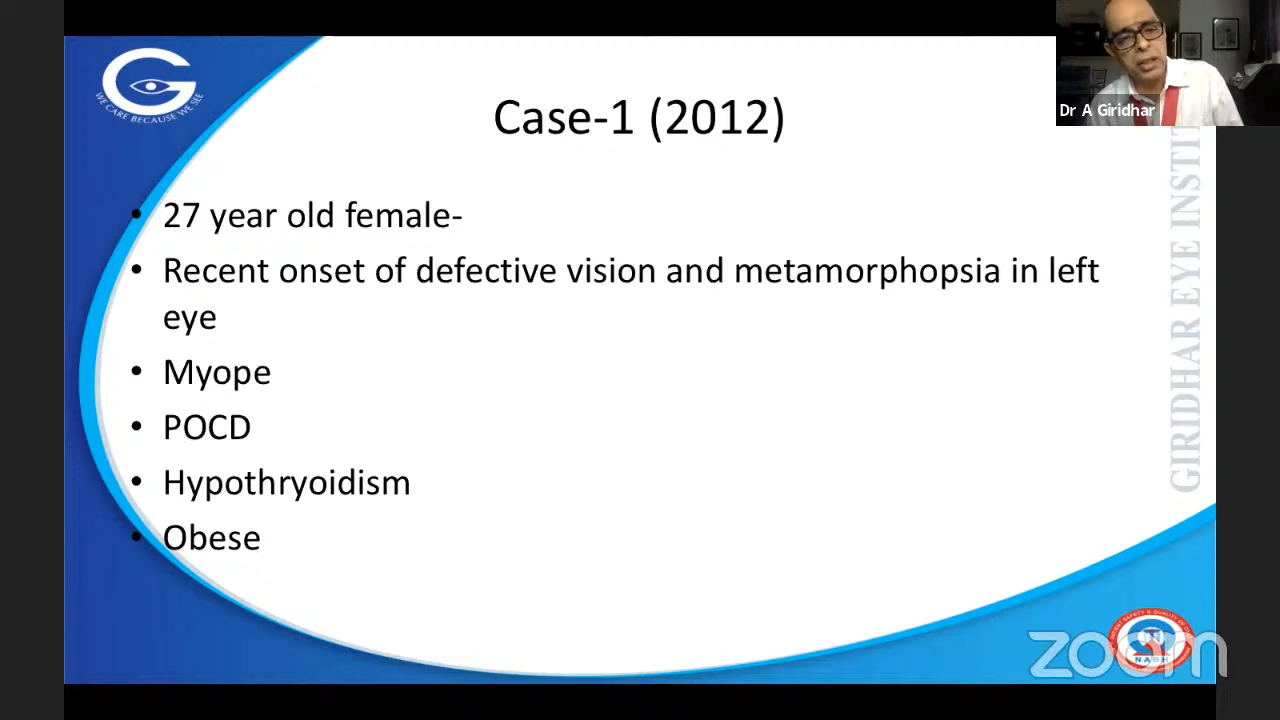 WE CARE BECAUSE WE SEE
Dr A Giridhar
Case-1 (2012)
• 27 year old female-
• Recent onset of defective vision and metamorphopsia in left
eye
• Myope
• POCD
• Hypothryoidism
• Obese
GIRIDHAR EYE
NABH
zoom